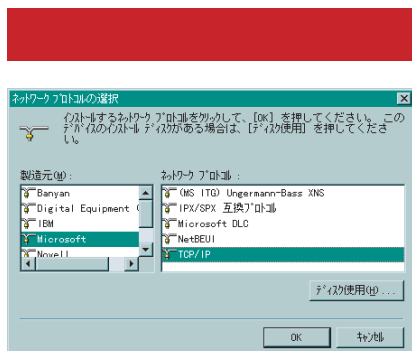 ネットワーク プロトコルの選択
インストールするネットワーク プロトコルをクリックして、[OK] を押してください。 この
デバイスのインストール ディスクがある場合は、[ディスク使用] を押してくださ
い。
製造元(M) :
ネットワーク プロトコル :
Banyan
Digital Equipment
IBM
Microsoft
Novell
(MS ITG) Ungermann-Bass XNS
IPX/SPX 互換プロトコル
Microsoft DLC
NetBEUI
TCP/IP
ディスク使用(H) ...
OK
キャンセル